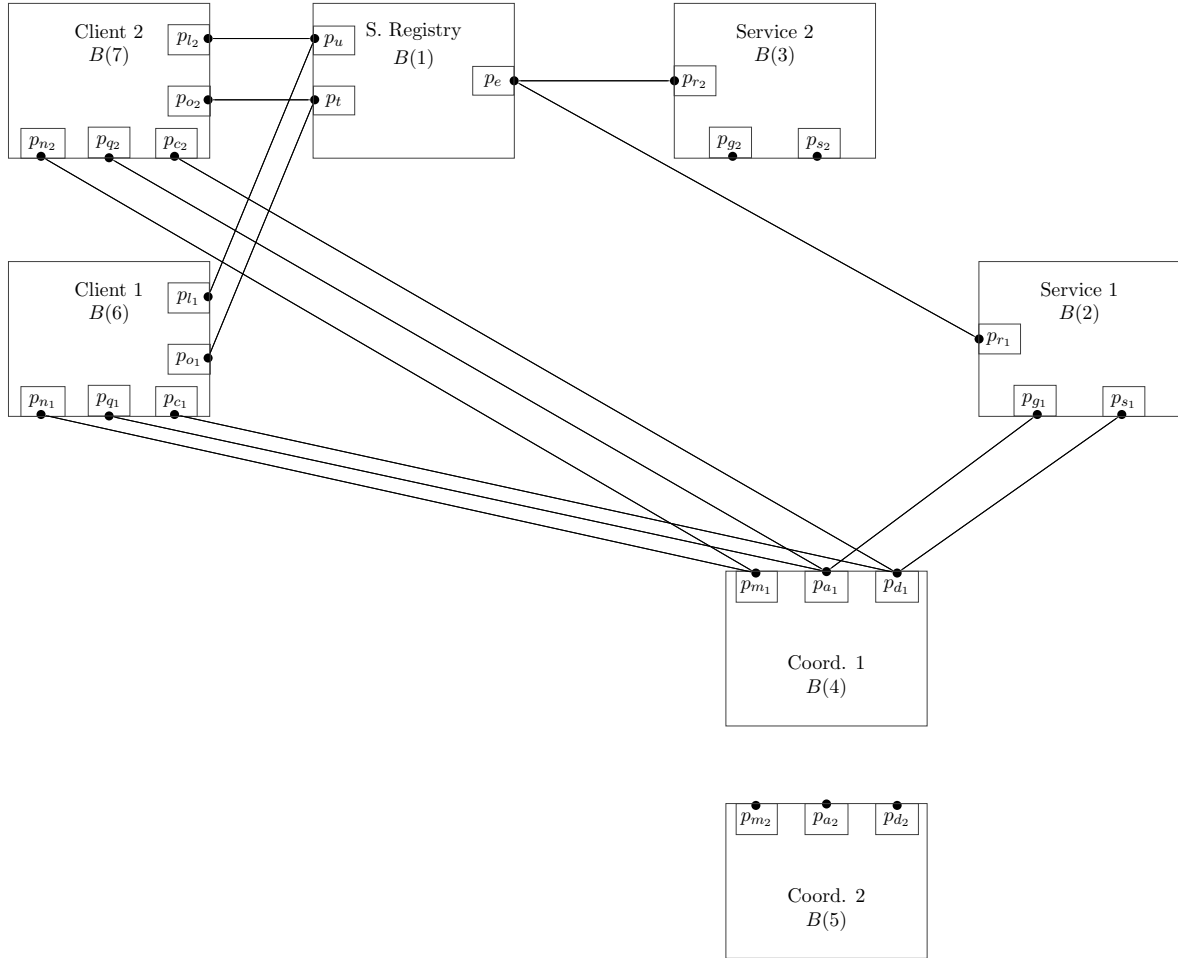 Client 2
B(7)
p_{l_2}
p_{o_2}
p_{n_2}
p_{q_2}
p_{c_2}
S. Registry
B(1)
p_u
p_t
p_e
Service 2
B(3)
p_{r_2}
p_{g_2}
p_{s_2}
Client 1
B(6)
p_{l_1}
p_{o_1}
p_{n_1}
p_{q_1}
p_{c_1}
Service 1
B(2)
p_{r_1}
p_{g_1}
p_{s_1}
p_{m_1}
p_{a_1}
p_{d_1}
Coord. 1
B(4)
p_{m_2}
p_{a_2}
p_{d_2}
Coord. 2
B(5)